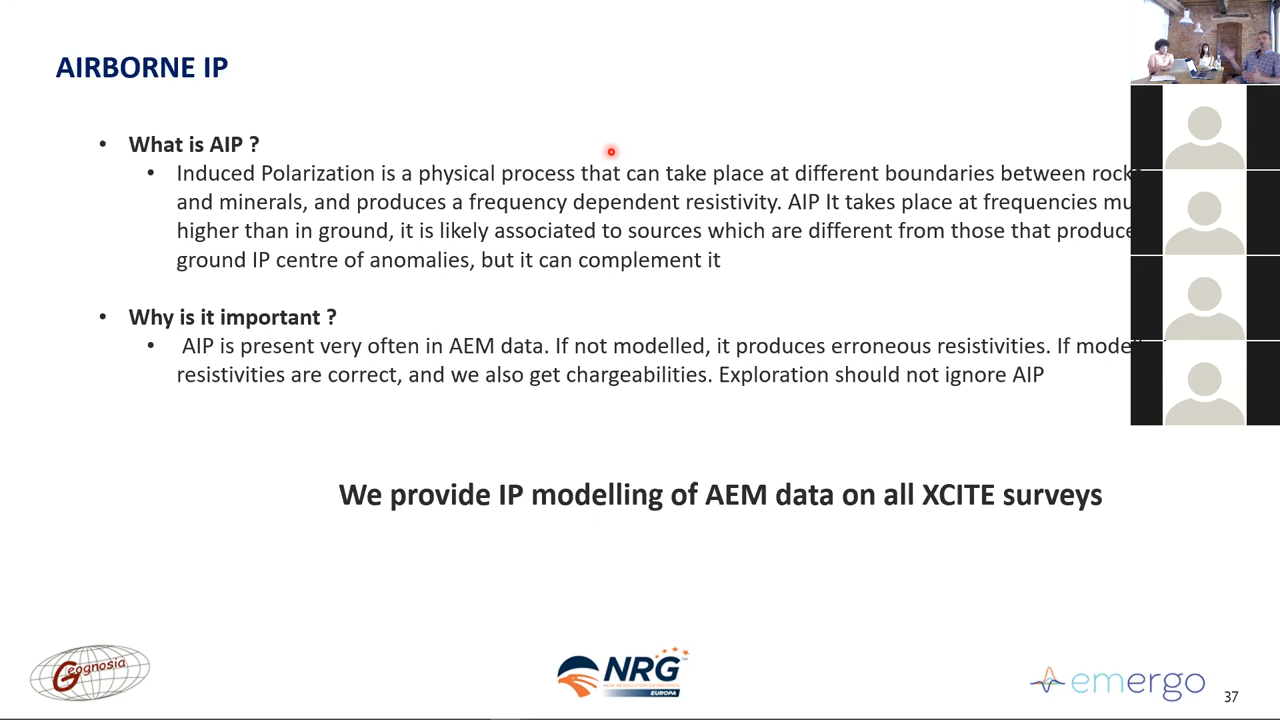 AIRBORNE IP
• What is AIP ?
• Induced Polarization is a physical process that can take place at different boundaries between rock
and minerals, and produces a frequency dependent resistivity. AIP It takes place at frequencies mu
higher than in ground, it is likely associated to sources which are different from those that produce
ground IP centre of anomalies, but it can complement it
• Why is it important ?
• AIP is present very often in AEM data. If not modelled, it produces erroneous resistivities. If model
resistivities are correct, and we also get chargeabilities. Exploration should not ignore AIP
We provide IP modelling of AEM data on all XCITE surveys
Geognosia
NRG™
EUROPA
emergo
37